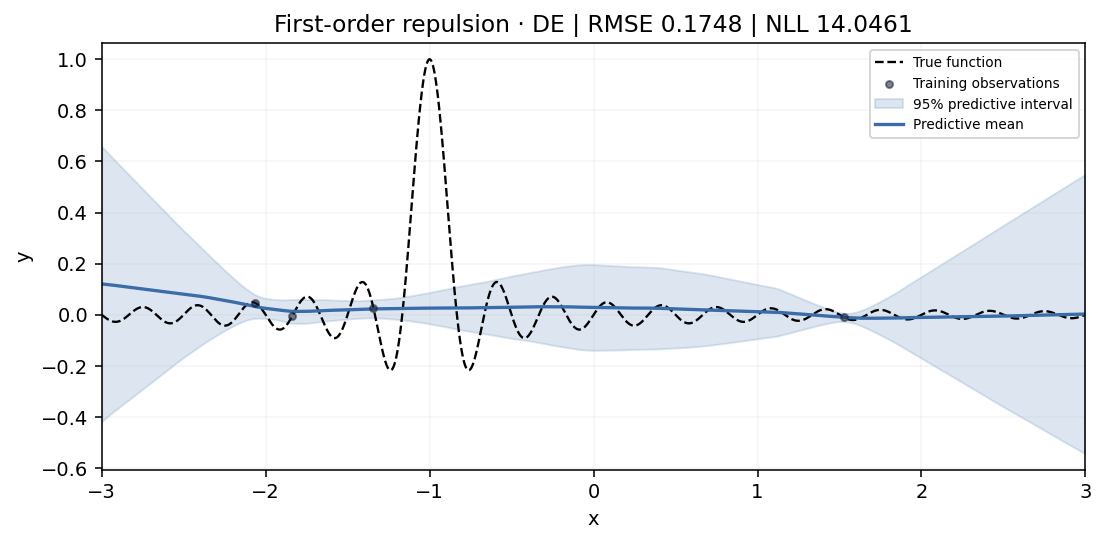 First-order repulsion · DE | RMSE 0.1748 | NLL 14.0461
True function
Training observations
95% predictive interval
Predictive mean
y
1.0
0.8
0.6
0.4
0.2
0.0
−0.2
−0.4
−0.6
−3
−2
−1
0
1
2
3
x